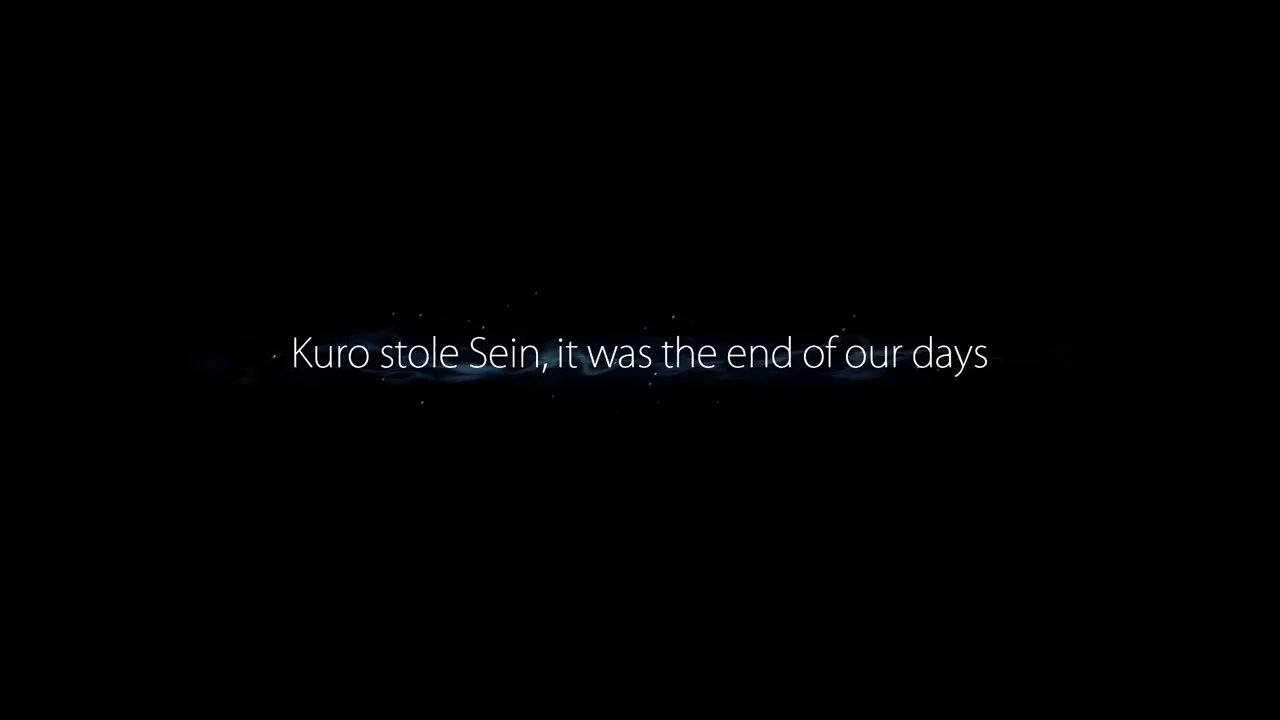 Kuro stole Sein, it was the end of our days